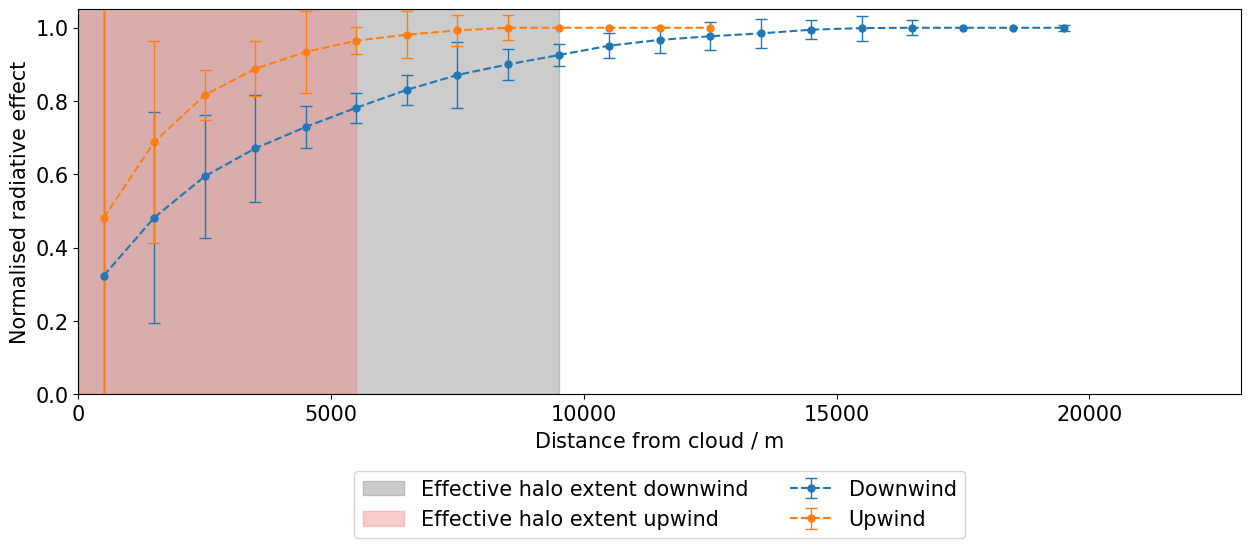 1.0
0.8
0.6
0.4
0.2
0.0
Normalised radiative effect
0 5000 10000 15000 20000
Distance from cloud / m
Effective halo extent downwind
Effective halo extent upwind
Downwind
Upwind